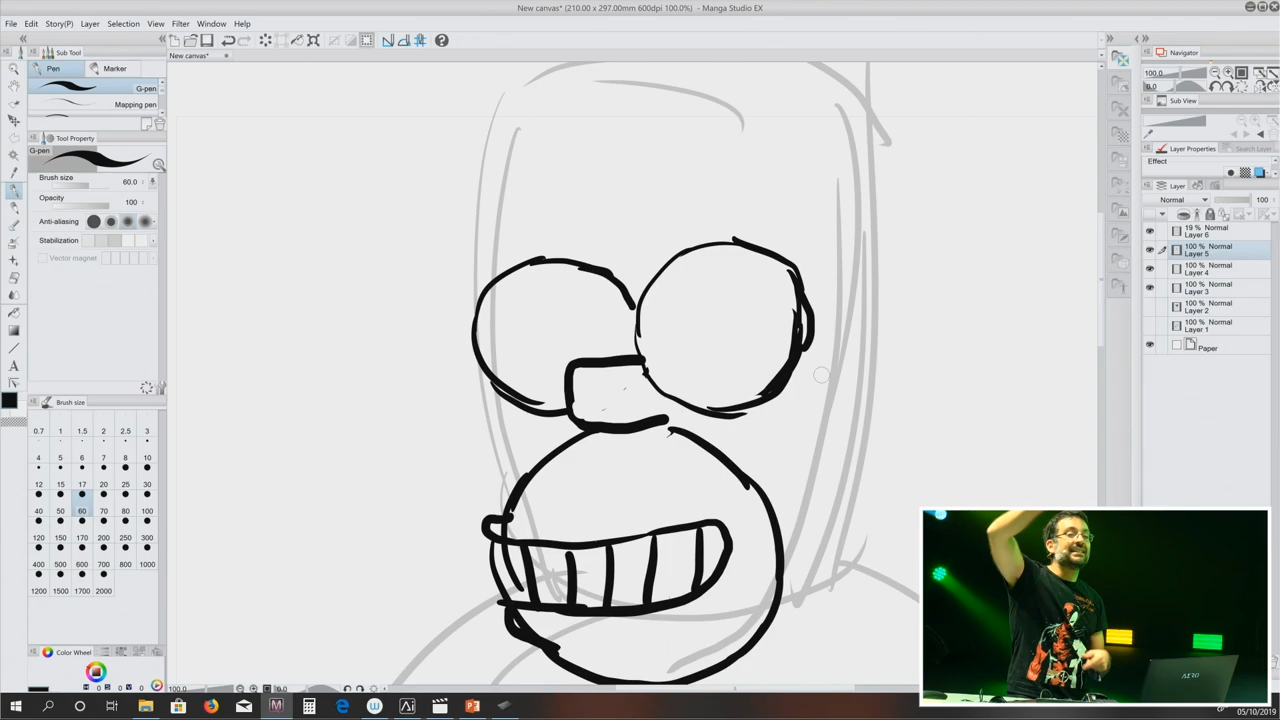 New canvas* (210.00 x 297.00mm 600dpi 100.0%) - Manga Studio EX
File Edit Story(P) Layer Selection View Filter Window Help
New canvas*
Sub Tool
Pen Marker
G-pen
Mapping pen
Tool Property
G-pen
Brush size 60.0
Opacity 100
Anti-aliasing
Stabilization
Vector magnet
Brush size
0.7 1 1.5 2 2.5 3
4 5 6 7 8 10
12 15 17 20 25 30
40 50 60 70 80 100
120 150 170 200 250 300
400 500 600 700 800 1000
1200 1500 1700 2000
Color Wheel
100.0 0.0
Navigator
100.0
0.0
Sub View
Layer Properties Search Layer
Effect
Layer
Normal 100
19 % Normal
Layer 6
100 % Normal
Layer 5
100 % Normal
Layer 4
100 % Normal
Layer 3
100 % Normal
Layer 2
100 % Normal
Layer 1
Paper
AERO
05/10/2019